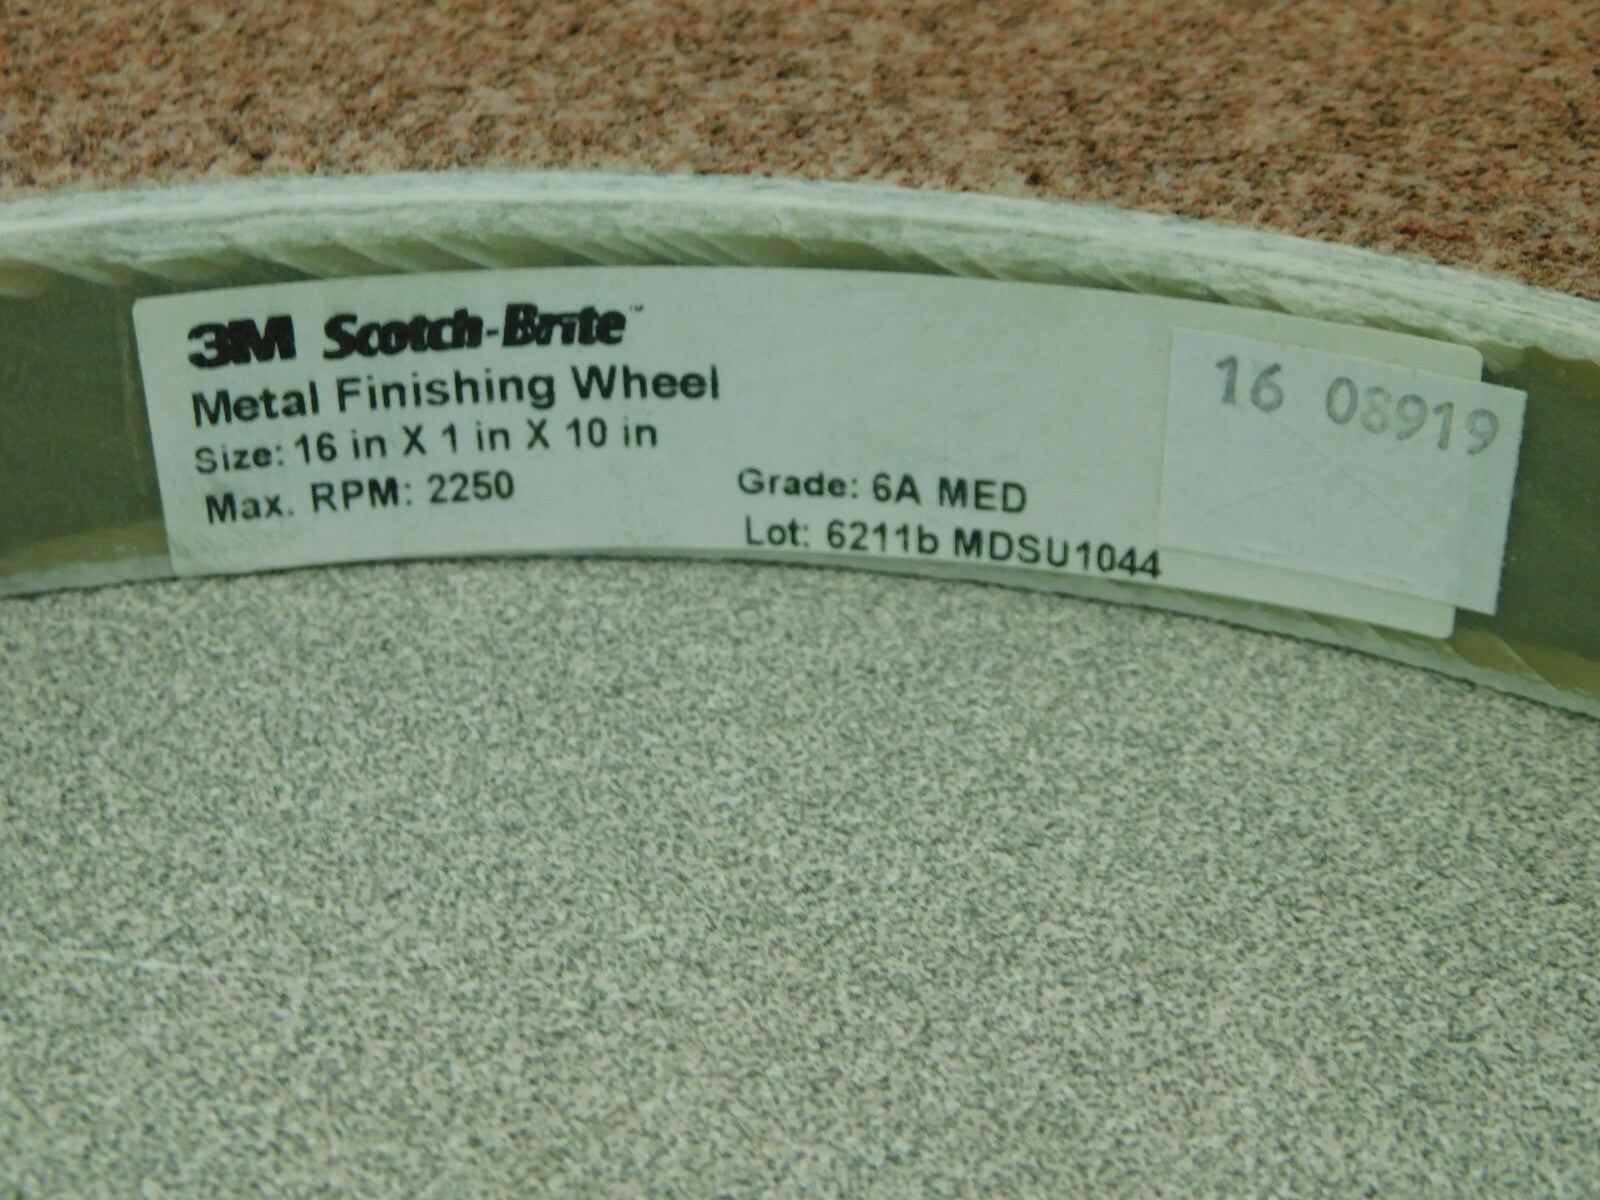 3M Scotch-Brite™
Metal Finishing Wheel
Size: 16 in X 1 in X 10 in
Max. RPM: 2250
Grade: 6A MED
Lot: 6211b MDSU1044
16 08919